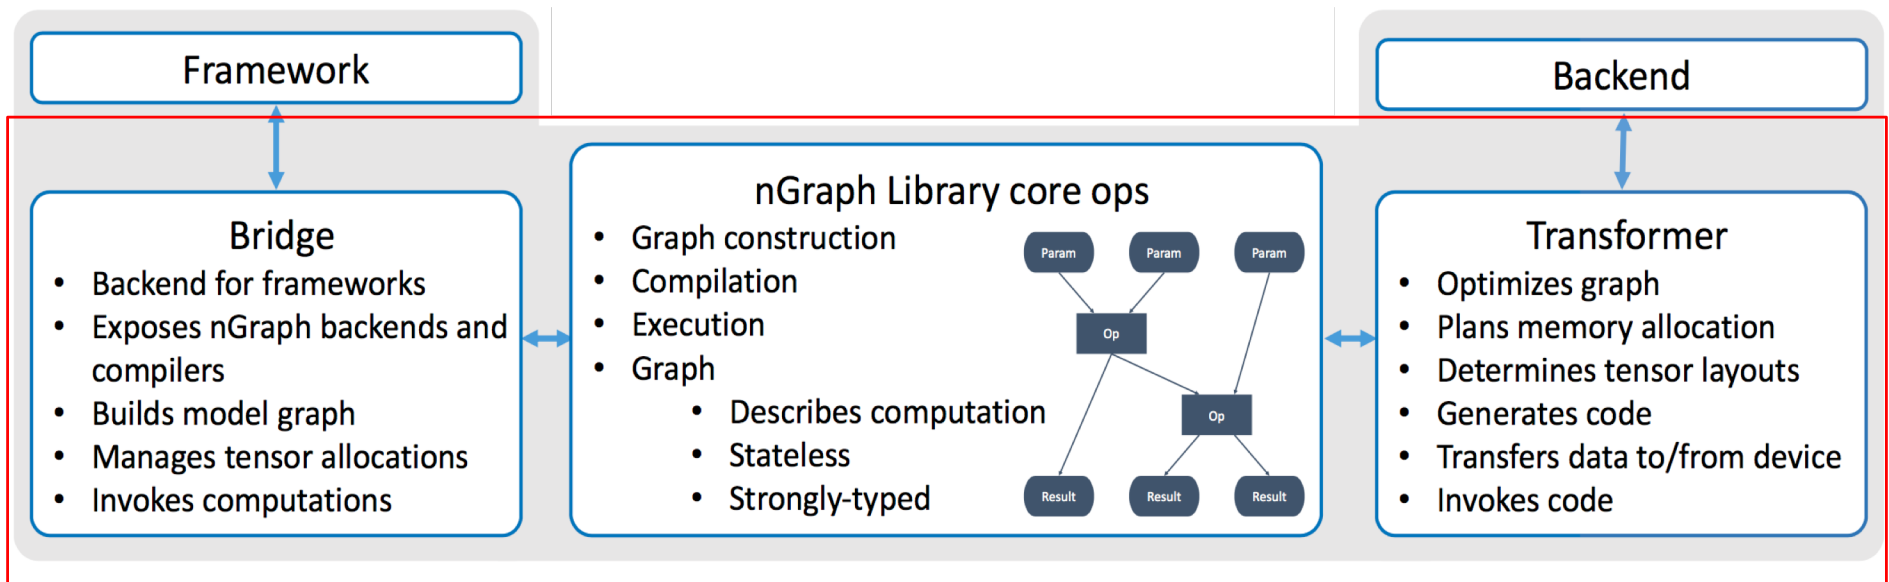 Framework
Backend
Bridge
• Backend for frameworks
• Exposes nGraph backends and
compilers
• Builds model graph
• Manages tensor allocations
• Invokes computations
nGraph Library core ops
• Graph construction
• Compilation
• Execution
• Graph
• Describes computation
• Stateless
• Strongly-typed
Param Param Param
Op
Op
Result Result Result
Transformer
• Optimizes graph
• Plans memory allocation
• Determines tensor layouts
• Generates code
• Transfers data to/from device
• Invokes code